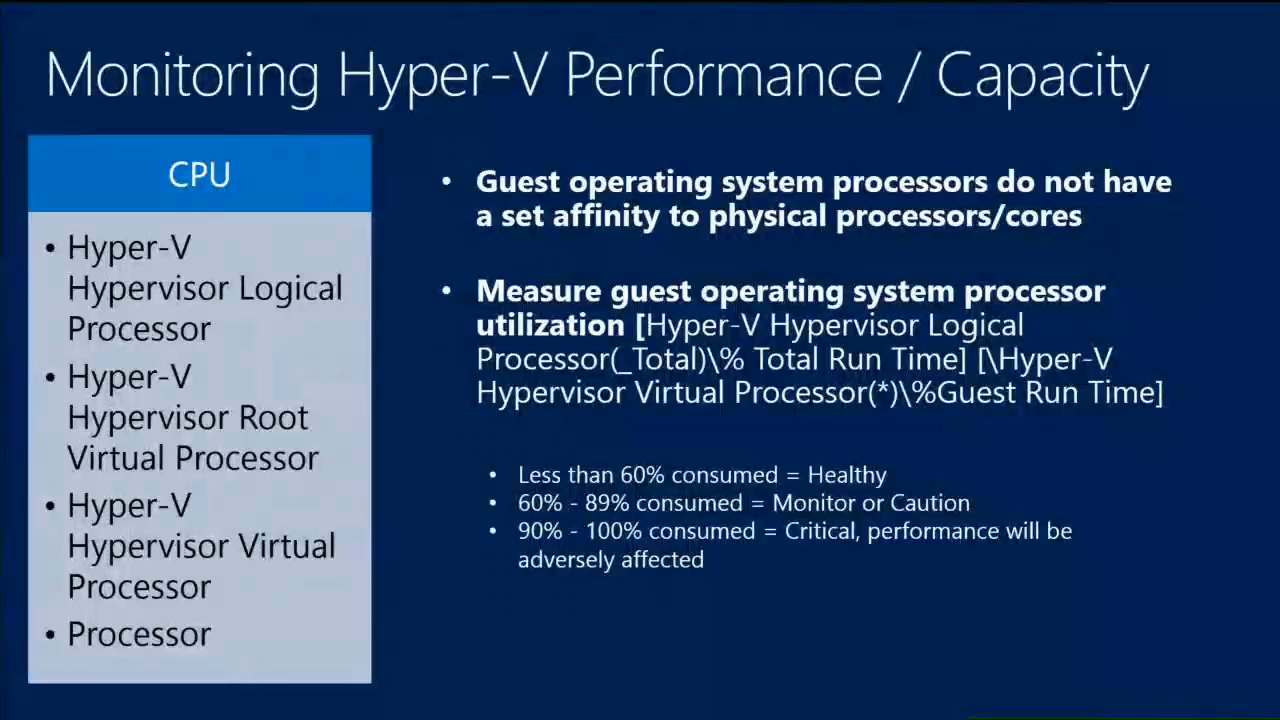 Monitoring Hyper-V Performance / Capacity
CPU
• Hyper-V
Hypervisor Logical
Processor
• Hyper-V
Hypervisor Root
Virtual Processor
• Hyper-V
Hypervisor Virtual
Processor
• Processor
• Guest operating system processors do not have
a set affinity to physical processors/cores
• Measure guest operating system processor
utilization [Hyper-V Hypervisor Logical
Processor(_Total)\% Total Run Time] [\Hyper-V
Hypervisor Virtual Processor(*)\%Guest Run Time]
• Less than 60% consumed = Healthy
• 60% - 89% consumed = Monitor or Caution
• 90% - 100% consumed = Critical, performance will be
adversely affected